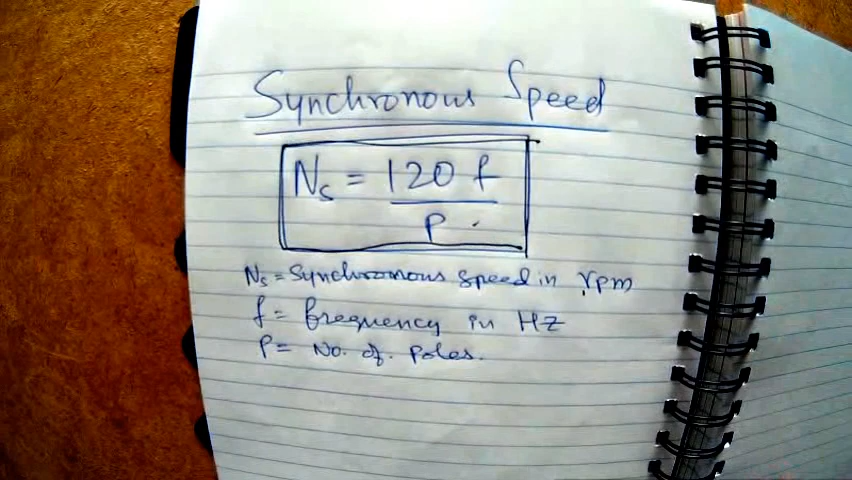 Synchronous Speed
Ns = 120 f
P
Ns = Synchronous speed in rpm
f = frequency in HZ
P = No. of. Poles.